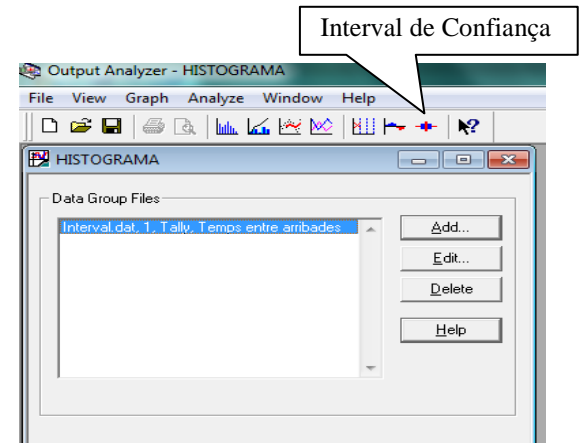 Interval de Confiança
Output Analyzer - HISTOGRAMA
File View Graph Analyze Window Help
HISTOGRAMA
Data Group Files
Interval.dat, 1, Tally, Temps entre arribades
Add...
Edit...
Delete
Help